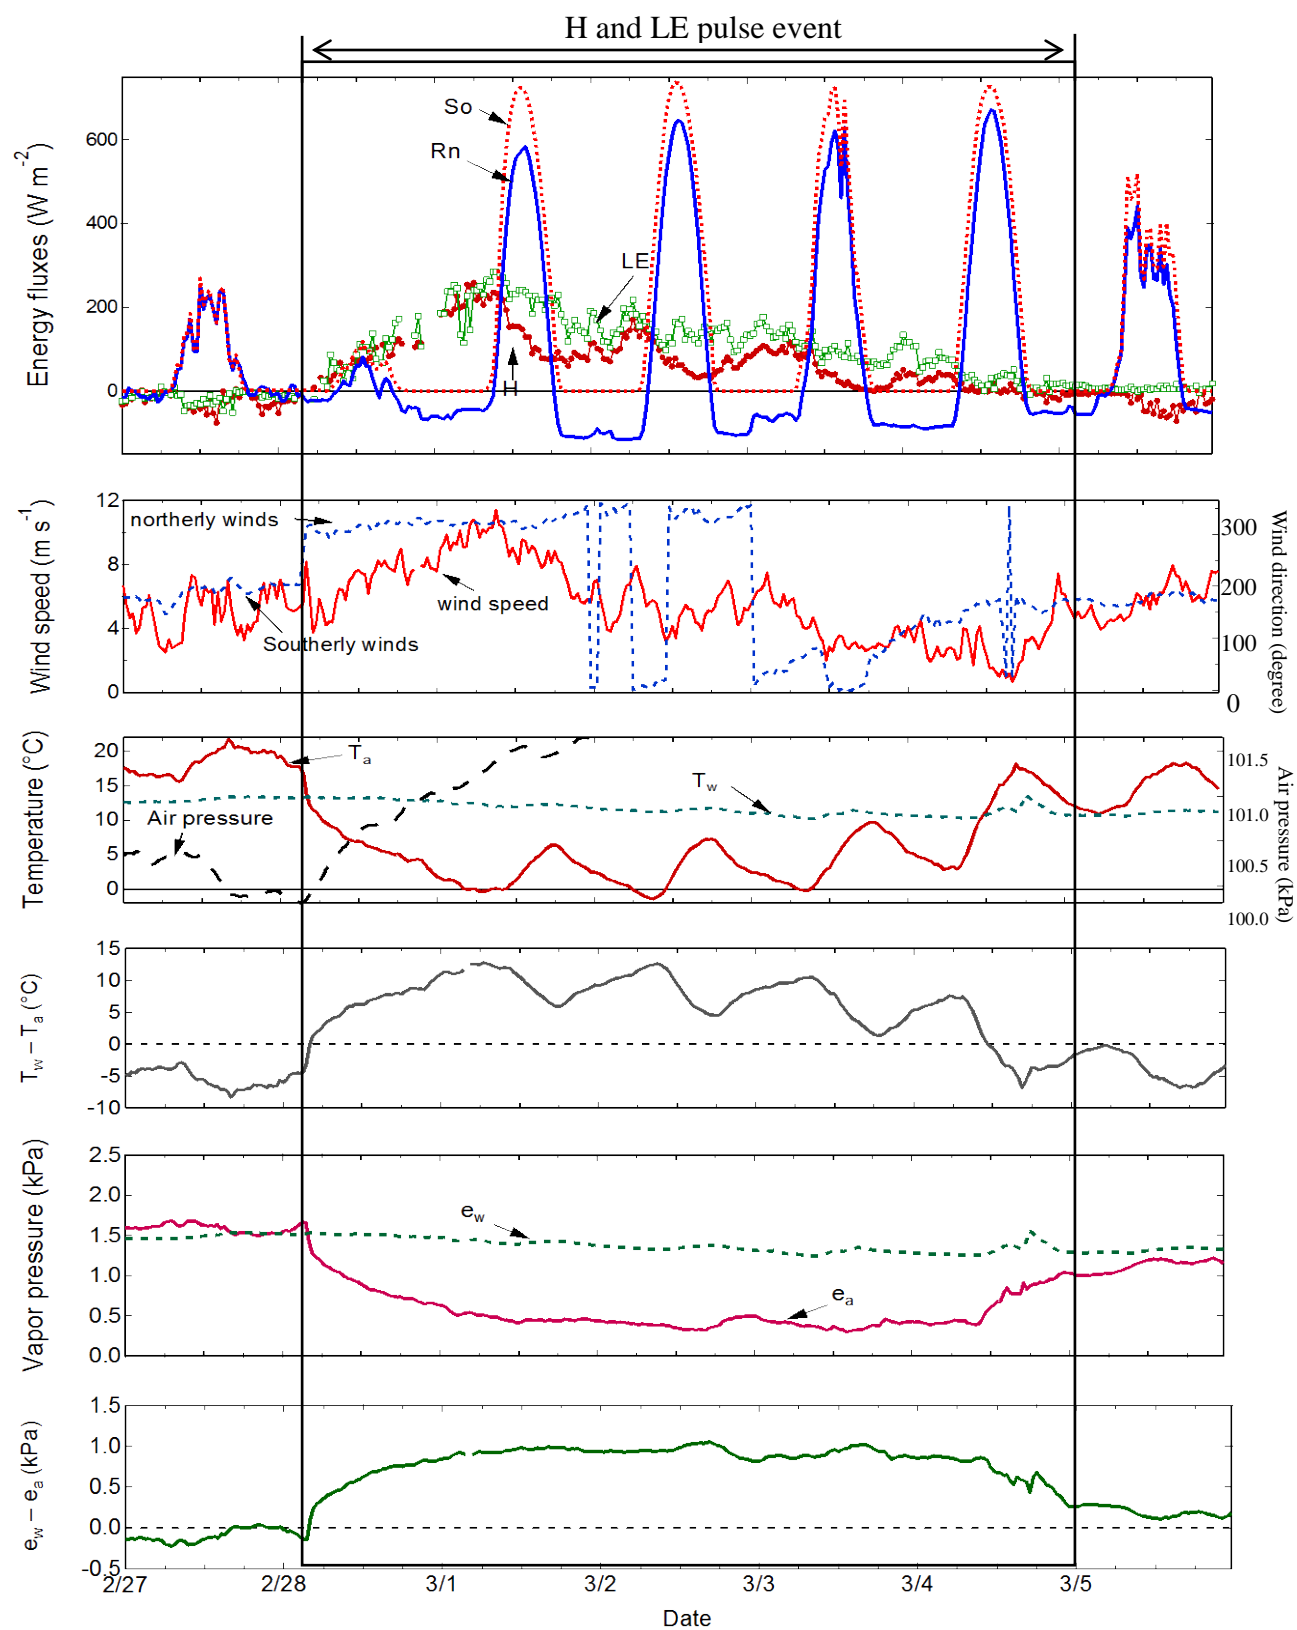 H and LE pulse event
Energy fluxes (W m-2)
600
400
200
0
So
Rn
LE
H
Wind speed (m s-1)
12
8
4
0
northerly winds
wind speed
Southerly winds
300
200
100
0
Wind direction (degree)
Temperature (°C)
20
15
10
5
0
Ta
Tw
Air pressure
101.5
101.0
100.5
100.0
Air pressure (kPa)
Tw – Ta (°C)
15
10
5
0
-5
-10
Vapor pressure (kPa)
2.5
2.0
1.5
1.0
0.5
0.0
ew
ea
ew – ea (kPa)
1.5
1.0
0.5
0.0
-0.5
2/27 2/28 3/1 3/2 3/3 3/4 3/5
Date